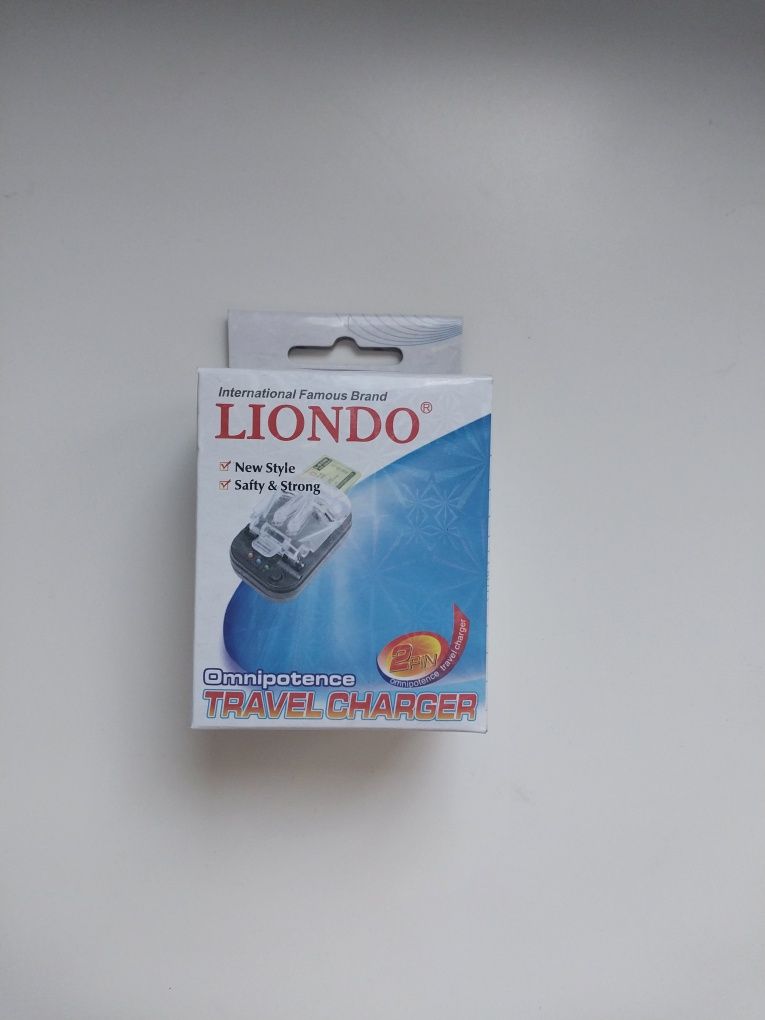 International Famous Brand
LIONDO®
New Style
Safty & Strong
2PIN
omnipotence travel charger
Omnipotence
TRAVEL CHARGER